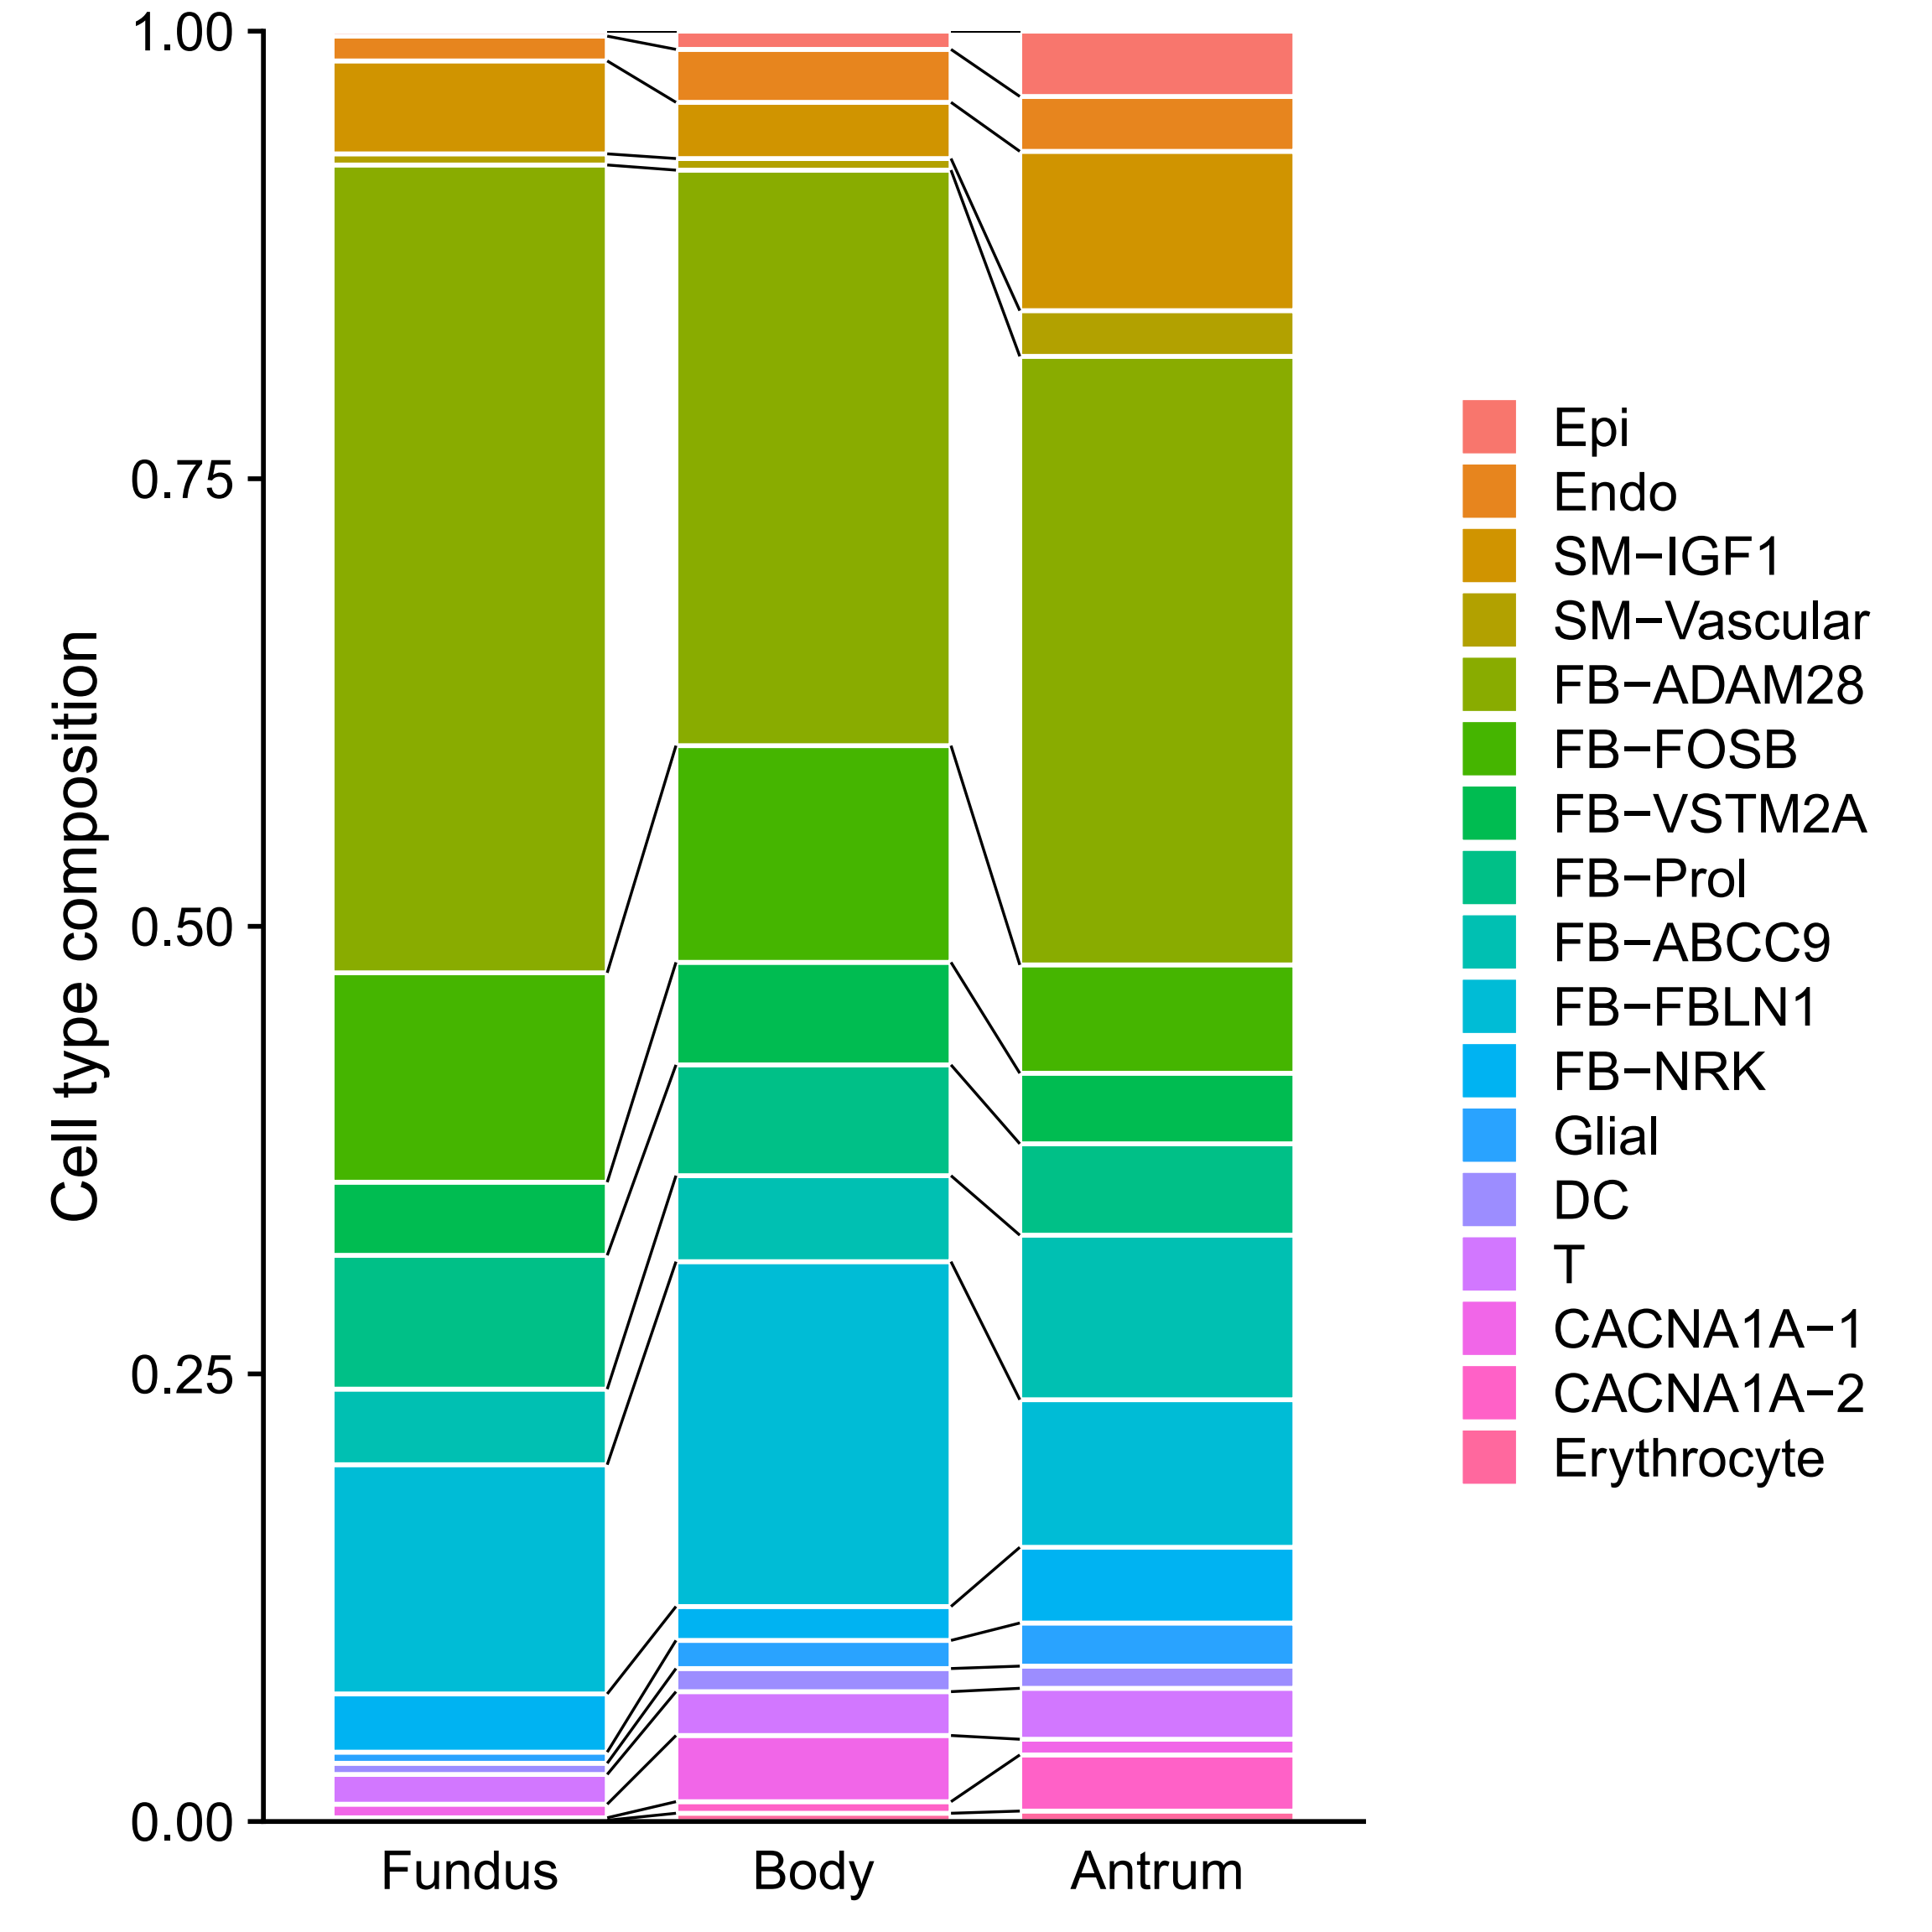 Cell type composition
1.00
0.75
0.50
0.25
0.00
Fundus
Body
Antrum
Epi
Endo
SM−IGF1
SM−Vascular
FB−ADAM28
FB−FOSB
FB−VSTM2A
FB−Prol
FB−ABCC9
FB−FBLN1
FB−NRK
Glial
DC
T
CACNA1A−1
CACNA1A−2
Erythrocyte